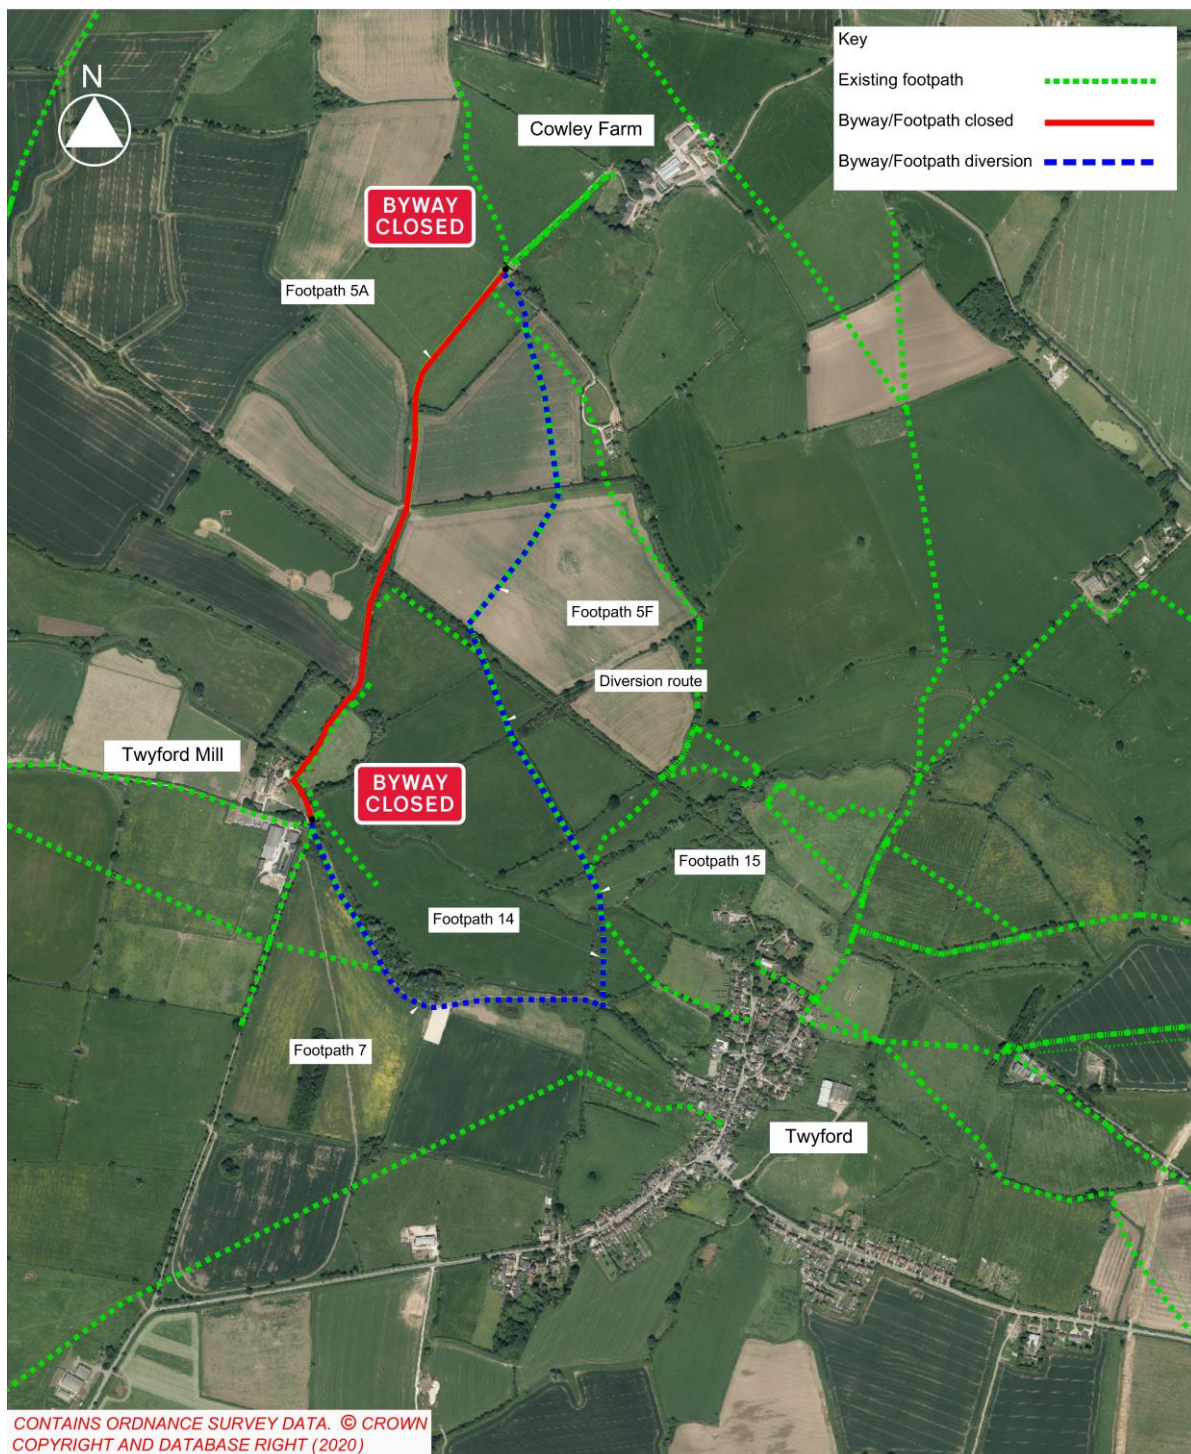 Key
Existing footpath
Byway/Footpath closed
Byway/Footpath diversion
N
Cowley Farm
BYWAY
CLOSED
Footpath 5A
Footpath 5F
Diversion route
Twyford Mill
BYWAY
CLOSED
Footpath 15
Footpath 14
Footpath 7
Twyford
CONTAINS ORDNANCE SURVEY DATA. © CROWN
COPYRIGHT AND DATABASE RIGHT (2020)